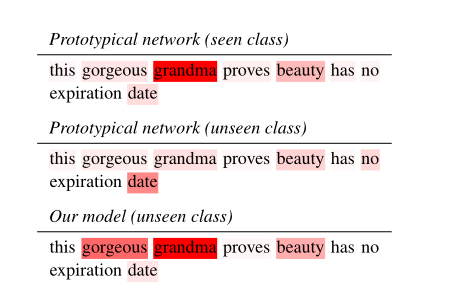 Prototypical network (seen class)
this gorgeous grandma proves beauty has no
expiration date
Prototypical network (unseen class)
this gorgeous grandma proves beauty has no
expiration date
Our model (unseen class)
this gorgeous grandma proves beauty has no
expiration date